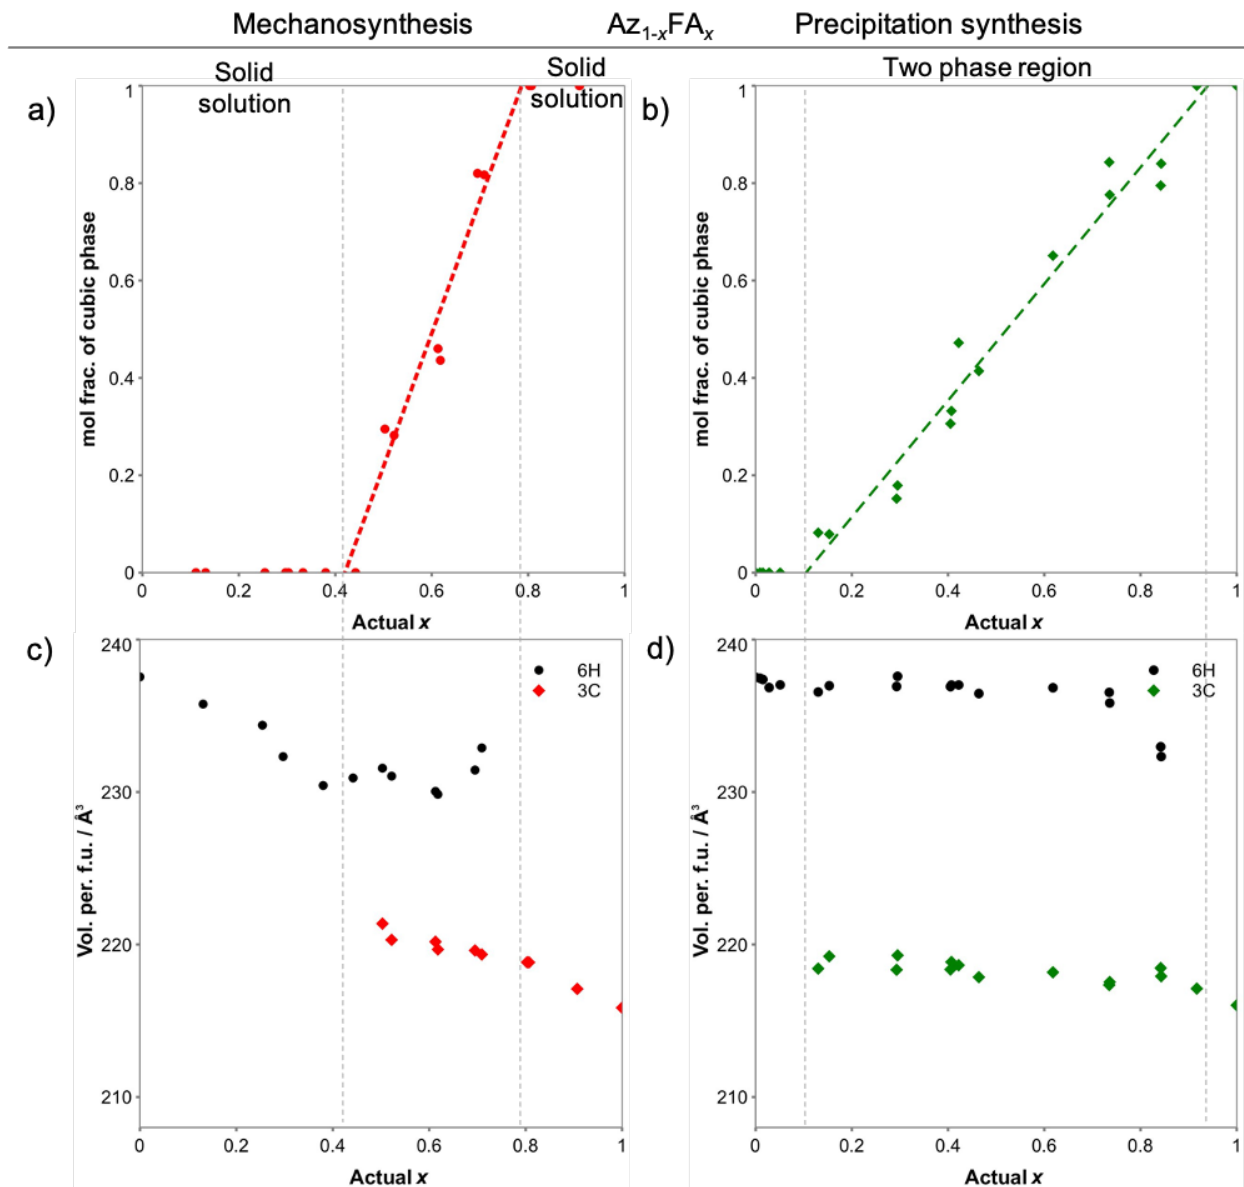 Mechanosynthesis Az1-xFAx Precipitation synthesis
Solid solution
Solid solution
Two phase region
a)
mol frac. of cubic phase
1
0.8
0.6
0.4
0.2
0
0 0.2 0.4 0.6 0.8 1
Actual x
b)
mol frac. of cubic phase
1
0.8
0.6
0.4
0.2
0
0 0.2 0.4 0.6 0.8 1
Actual x
c)
Vol. per. f.u. / Å³
240
230
220
210
6H
3C
0 0.2 0.4 0.6 0.8 1
Actual x
d)
Vol. per. f.u. / Å³
240
230
220
210
6H
3C
0 0.2 0.4 0.6 0.8 1
Actual x